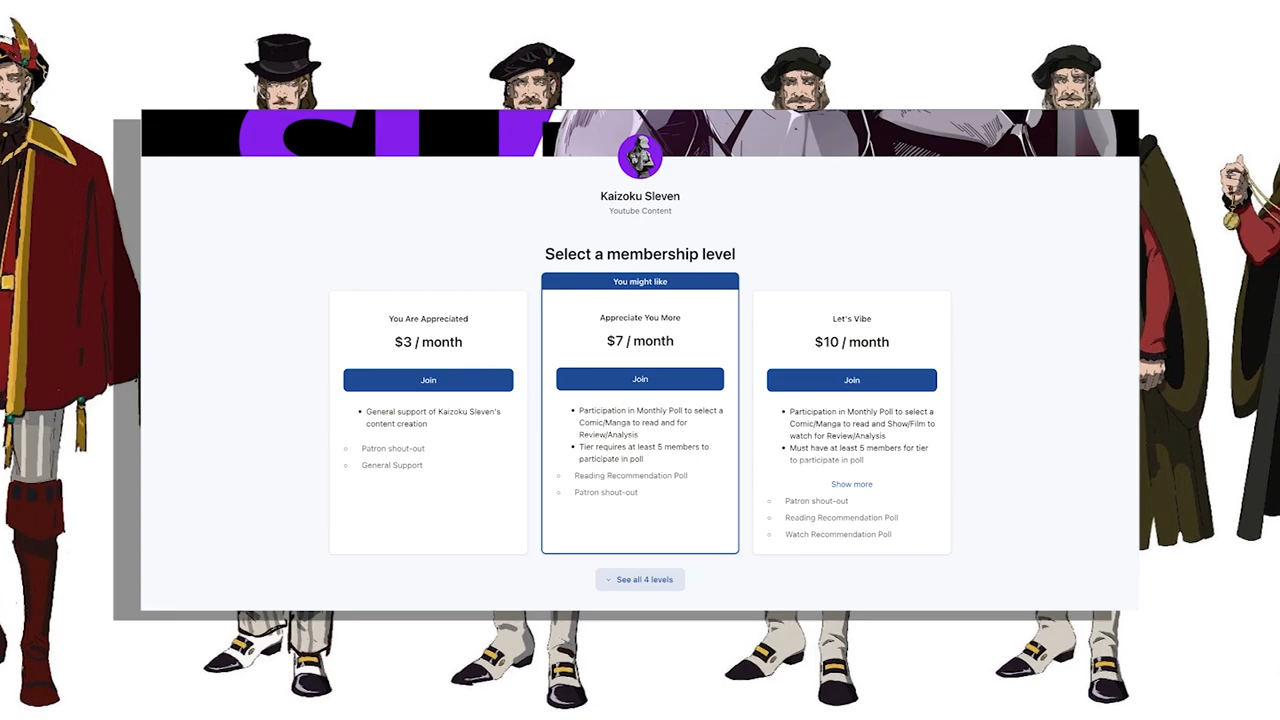 Kaizoku Sleven
Youtube Content
Select a membership level
You might like
You Are Appreciated
$3 / month
Join
• General support of Kaizoku Sleven's
content creation
Patron shout-out
General Support
Appreciate You More
$7 / month
Join
• Participation in Monthly Poll to select a
Comic/Manga to read and for
Review/Analysis
• Tier requires at least 5 members to
participate in poll
Reading Recommendation Poll
Patron shout-out
Let's Vibe
$10 / month
Join
• Participation in Monthly Poll to select a
Comic/Manga to read and Show/Film to
watch for Review/Analysis
• Must have at least 5 members for tier
to participate in poll
Show more
Patron shout-out
Reading Recommendation Poll
Watch Recommendation Poll
See all 4 levels